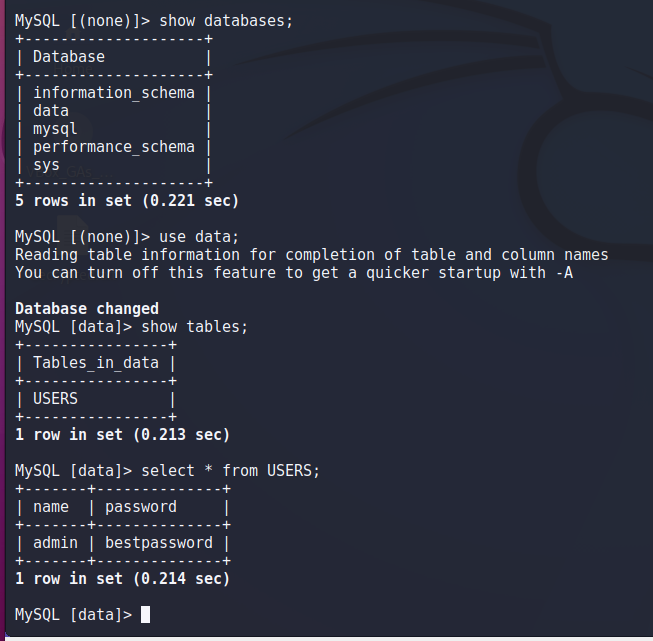 MySQL [(none)]> show databases;
+--------------------+
| Database           |
+--------------------+
| information_schema |
| data               |
| mysql              |
| performance_schema |
| sys                |
+--------------------+
5 rows in set (0.221 sec)
MySQL [(none)]> use data;
Reading table information for completion of table and column names
You can turn off this feature to get a quicker startup with -A
Database changed
MySQL [data]> show tables;
+----------------+
| Tables_in_data |
+----------------+
| USERS          |
+----------------+
1 row in set (0.213 sec)
MySQL [data]> select * from USERS;
+-------+--------------+
| name  | password     |
+-------+--------------+
| admin | bestpassword |
+-------+--------------+
1 row in set (0.214 sec)
MySQL [data]>